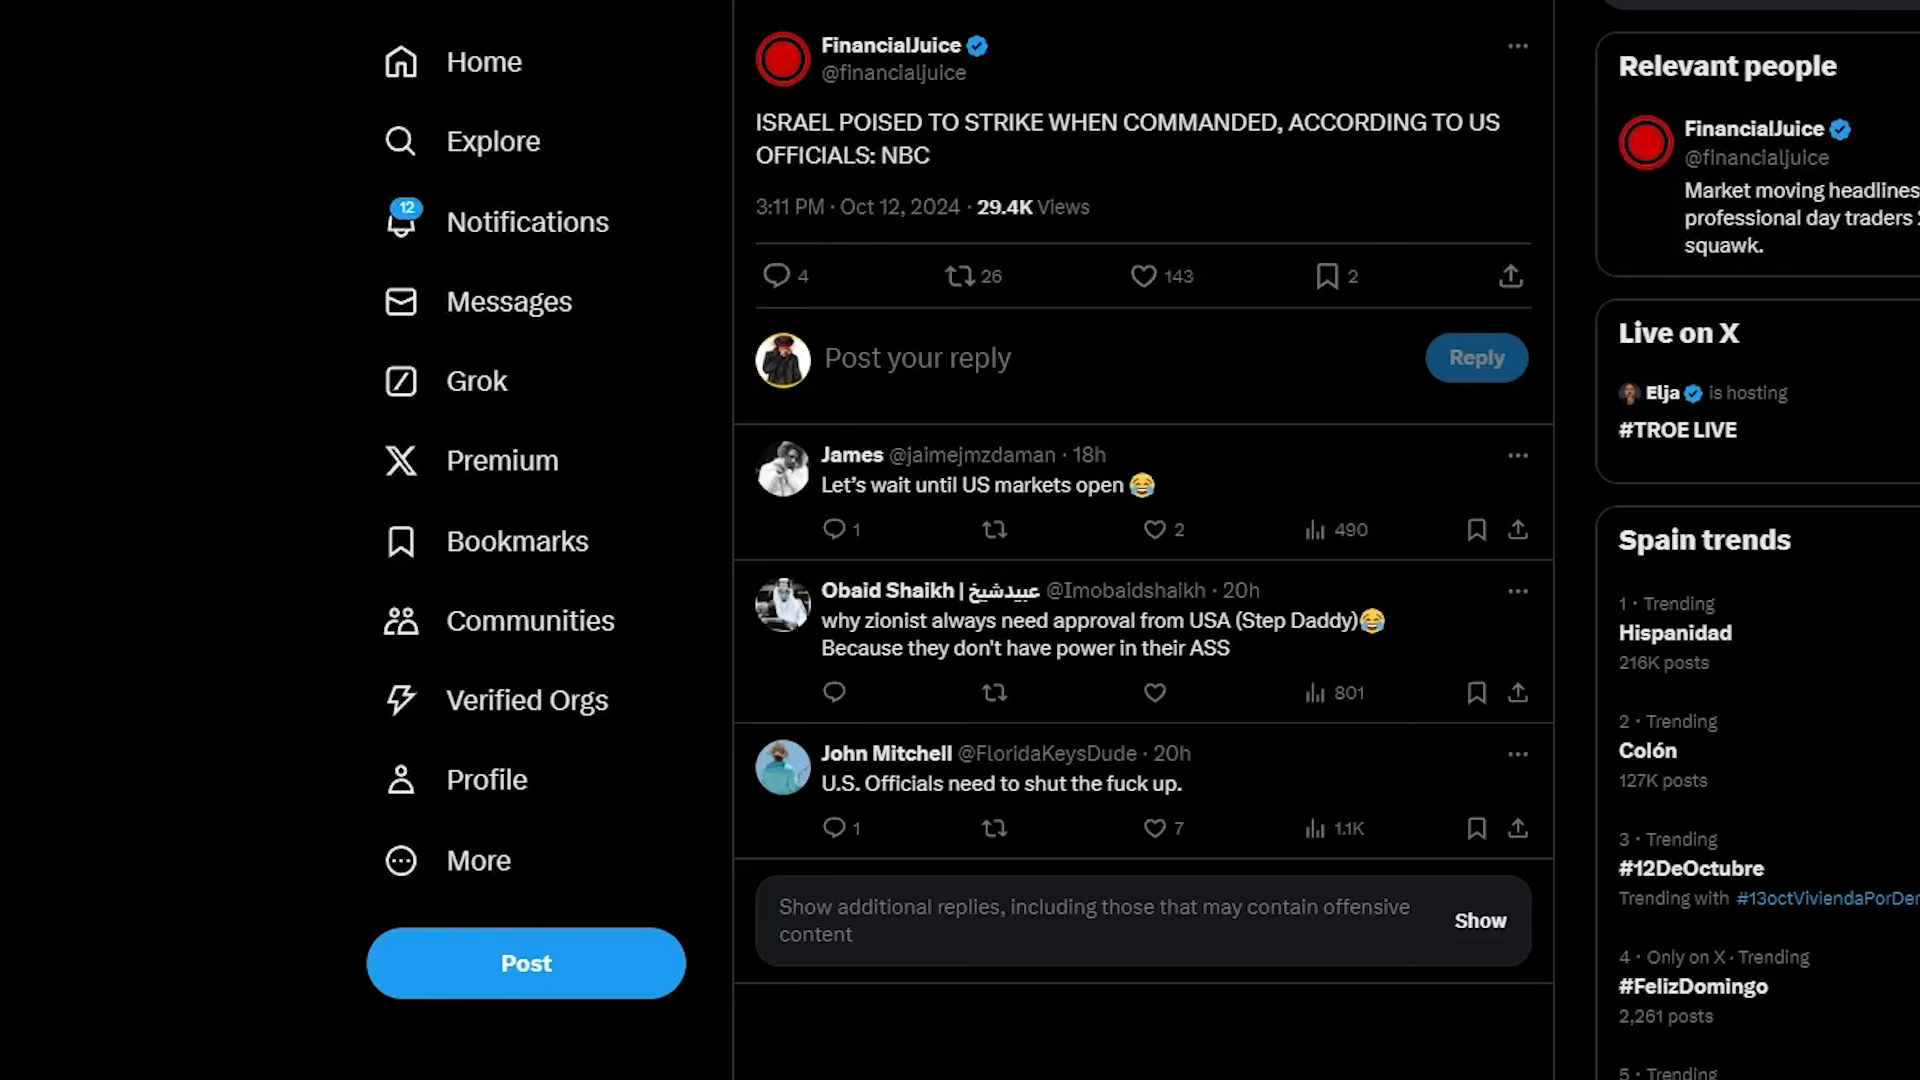 Home
Explore
12
Notifications
Messages
Grok
Premium
Bookmarks
Communities
Verified Orgs
Profile
More
Post
FinancialJuice
@financialjuice
ISRAEL POISED TO STRIKE WHEN COMMANDED, ACCORDING TO US
OFFICIALS: NBC
3:11 PM · Oct 12, 2024 · 29.4K Views
4 26 143 2
Post your reply
Reply
James @jaimejmzdaman · 18h
Let's wait until US markets open 😂
1 2 490
Obaid Shaikh | عبيدشيخ @Imobaidshaikh · 20h
why zionist always need approval from USA (Step Daddy)😂
Because they don't have power in their ASS
801
John Mitchell @FloridaKeysDude · 20h
U.S. Officials need to shut the fuck up.
1 7 1.1K
Show additional replies, including those that may contain offensive
content
Show
Relevant people
FinancialJuice
@financialjuice
Market moving headlines
professional day traders
squawk.
Live on X
Elja is hosting
#TROE LIVE
Spain trends
1 · Trending
Hispanidad
216K posts
2 · Trending
Colón
127K posts
3 · Trending
#12DeOctubre
Trending with #13octViviendaPorDer
4 · Only on X · Trending
#FelizDomingo
2,261 posts
5 · Trending